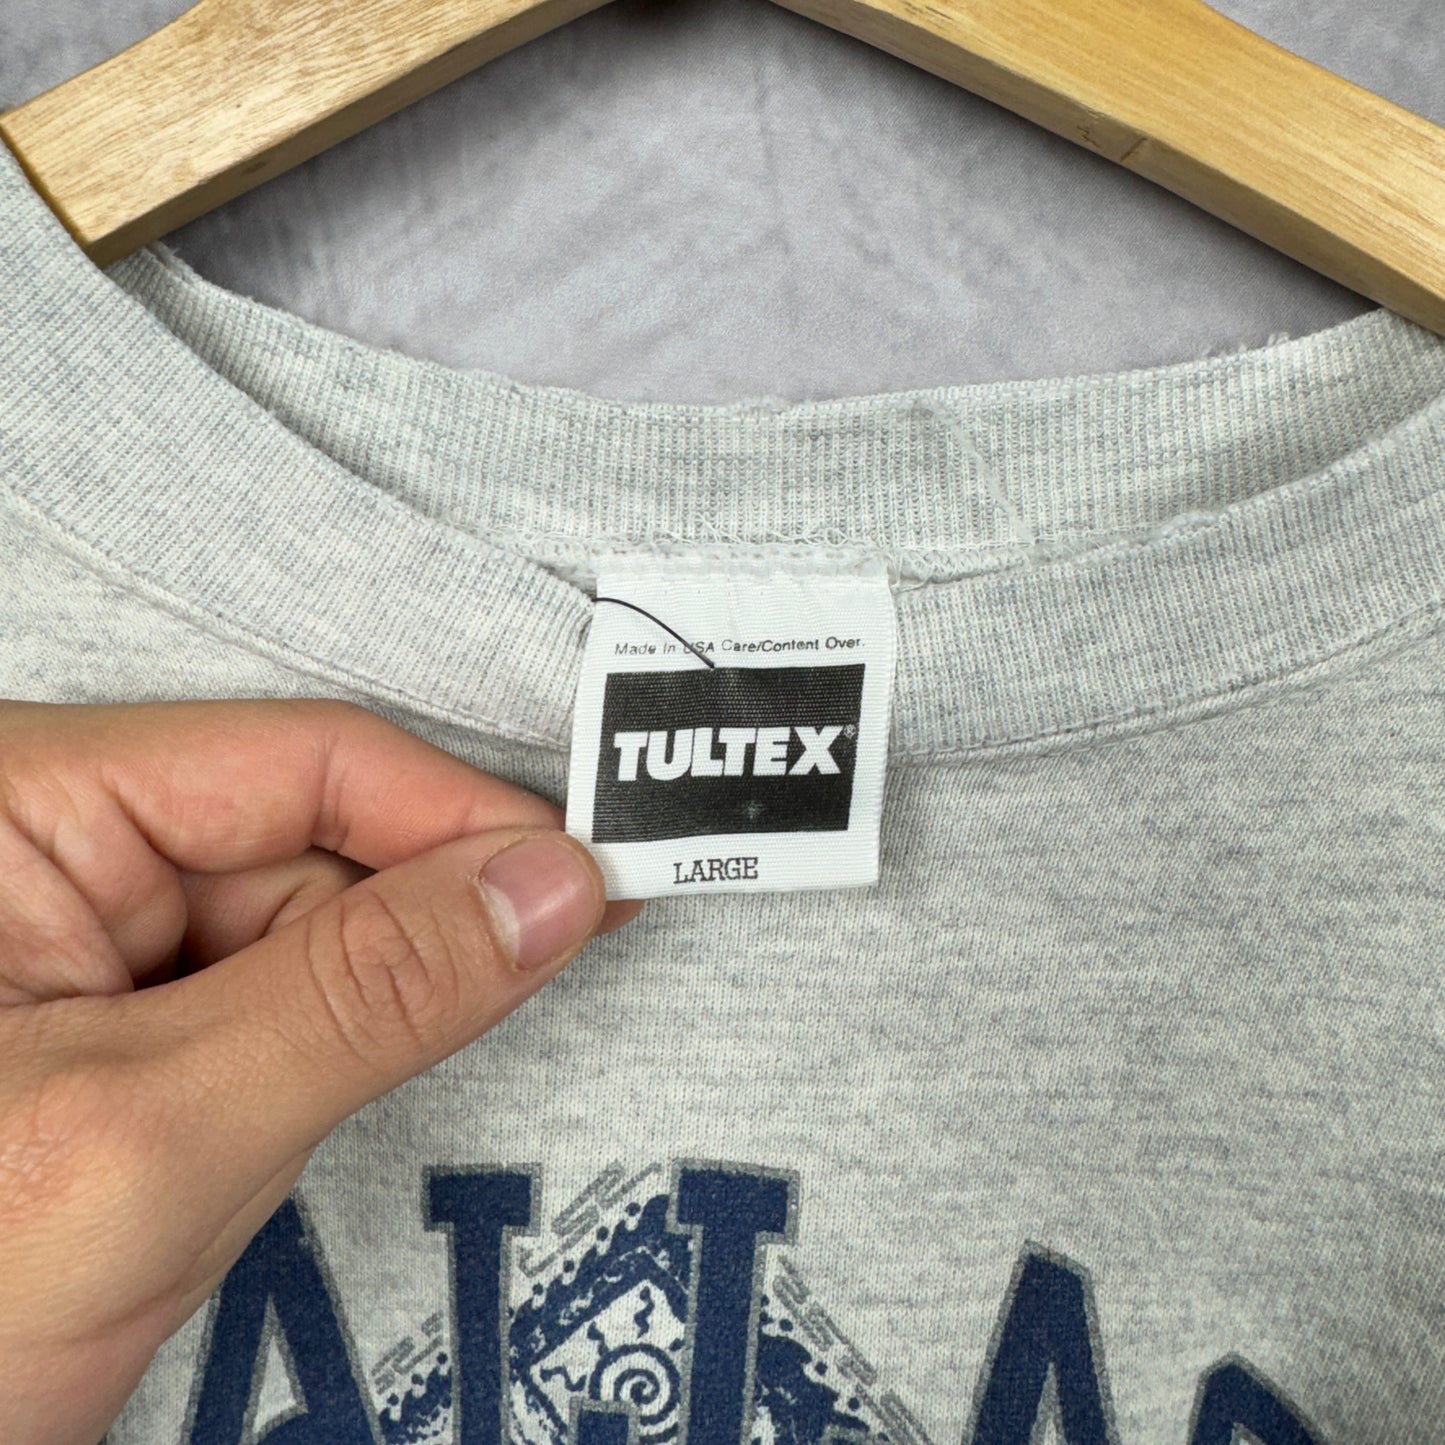 Made In USA Care/Content Over.
TULTEX®
LARGE